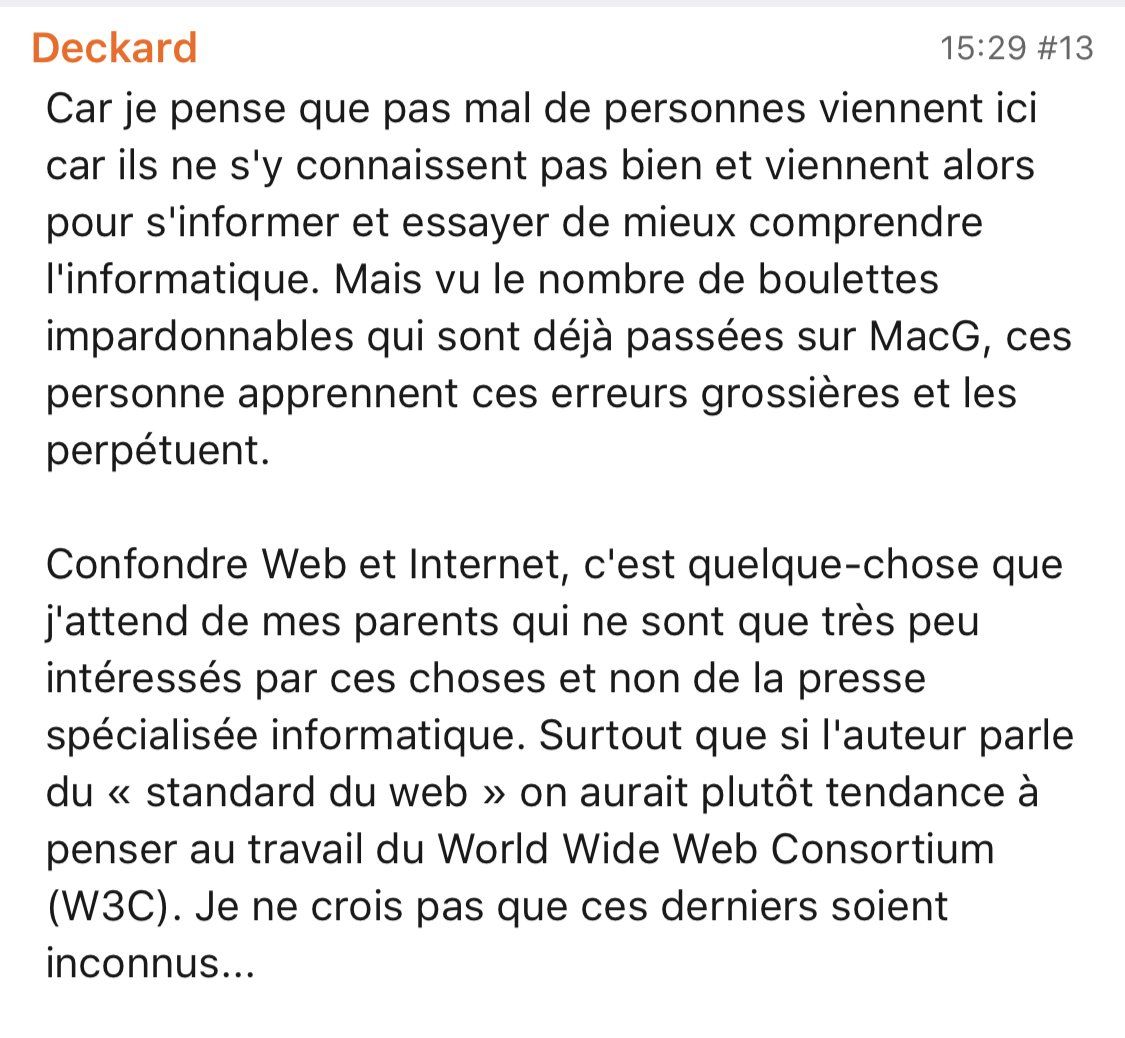 Deckard 15:29 #13
Car je pense que pas mal de personnes viennent ici
car ils ne s'y connaissent pas bien et viennent alors
pour s'informer et essayer de mieux comprendre
l'informatique. Mais vu le nombre de boulettes
impardonnables qui sont déjà passées sur MacG, ces
personne apprennent ces erreurs grossières et les
perpétuent.
Confondre Web et Internet, c'est quelque-chose que
j'attend de mes parents qui ne sont que très peu
intéressés par ces choses et non de la presse
spécialisée informatique. Surtout que si l'auteur parle
du « standard du web » on aurait plutôt tendance à
penser au travail du World Wide Web Consortium
(W3C). Je ne crois pas que ces derniers soient
inconnus...